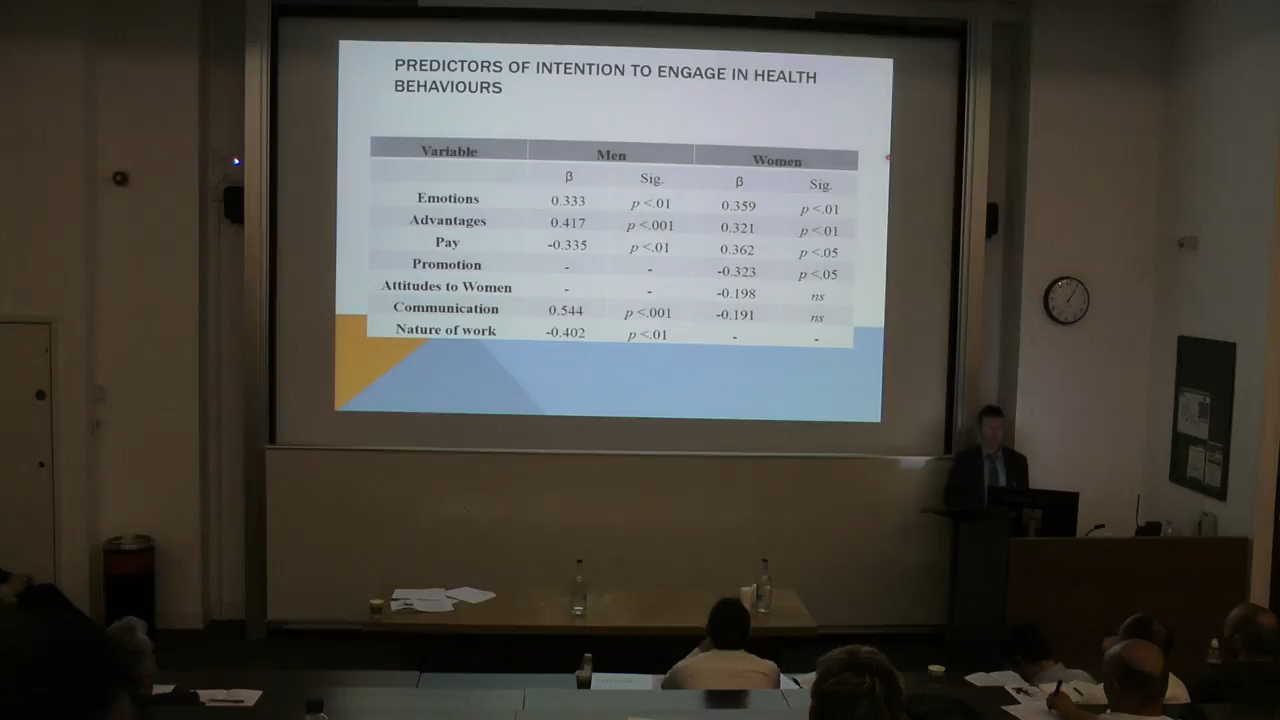 PREDICTORS OF INTENTION TO ENGAGE IN HEALTH
BEHAVIOURS
Variable Men Women
β Sig. β Sig.
Emotions 0.333 p <.01 0.359 p <.01
Advantages 0.417 p <.001 0.321 p <.01
Pay -0.335 p <.01 0.362 p <.05
Promotion - - -0.323 p <.05
Attitudes to Women - - -0.198 ns
Communication 0.544 p <.001 -0.191 ns
Nature of work -0.402 p <.01 - -